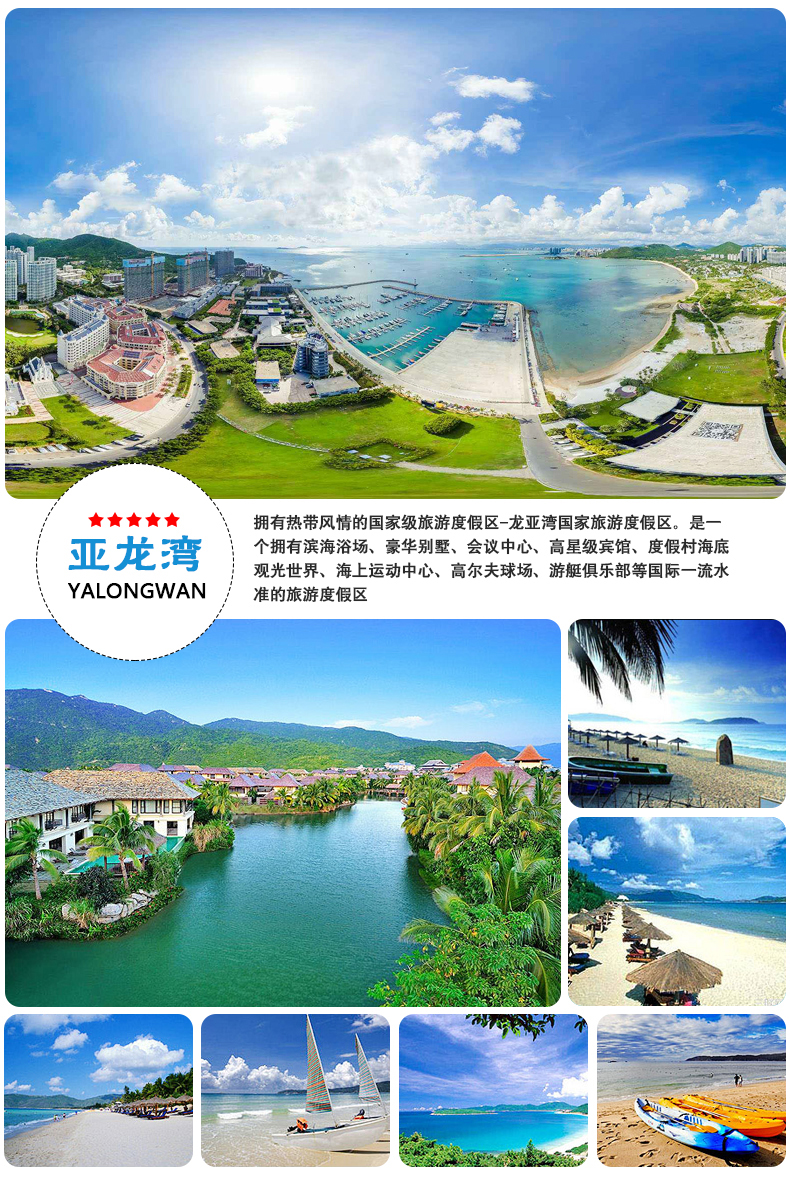 亚龙湾
YALONGWAN
拥有热带风情的国家级旅游度假区-龙亚湾国家旅游度假区。是一
个拥有滨海浴场、豪华别墅、会议中心、高星级宾馆、度假村海底
观光世界、海上运动中心、高尔夫球场、游艇俱乐部等国际一流水
准的旅游度假区